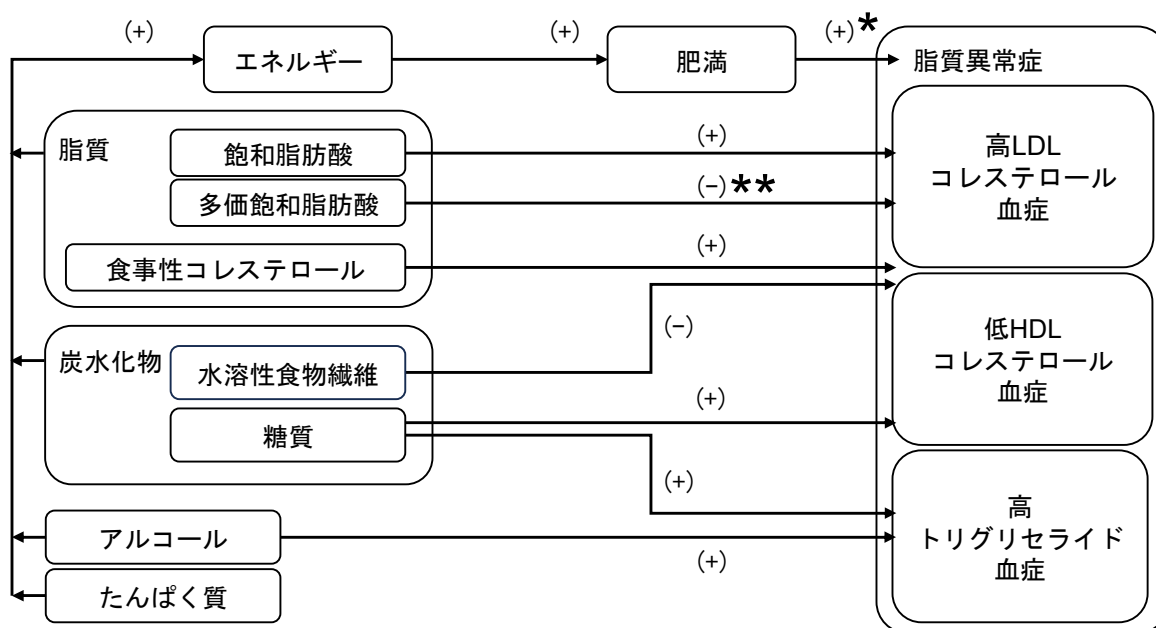 (+)
エネルギー
(+)
肥満
(+)*
脂質異常症
脂質
飽和脂肪酸
(+)
高LDL
コレステロール
血症
多価飽和脂肪酸
(−)**
食事性コレステロール
(+)
炭水化物
水溶性食物繊維
(−)
低HDL
コレステロール
血症
糖質
(+)
(+)
高
トリグリセライド
血症
アルコール
(+)
たんぱく質